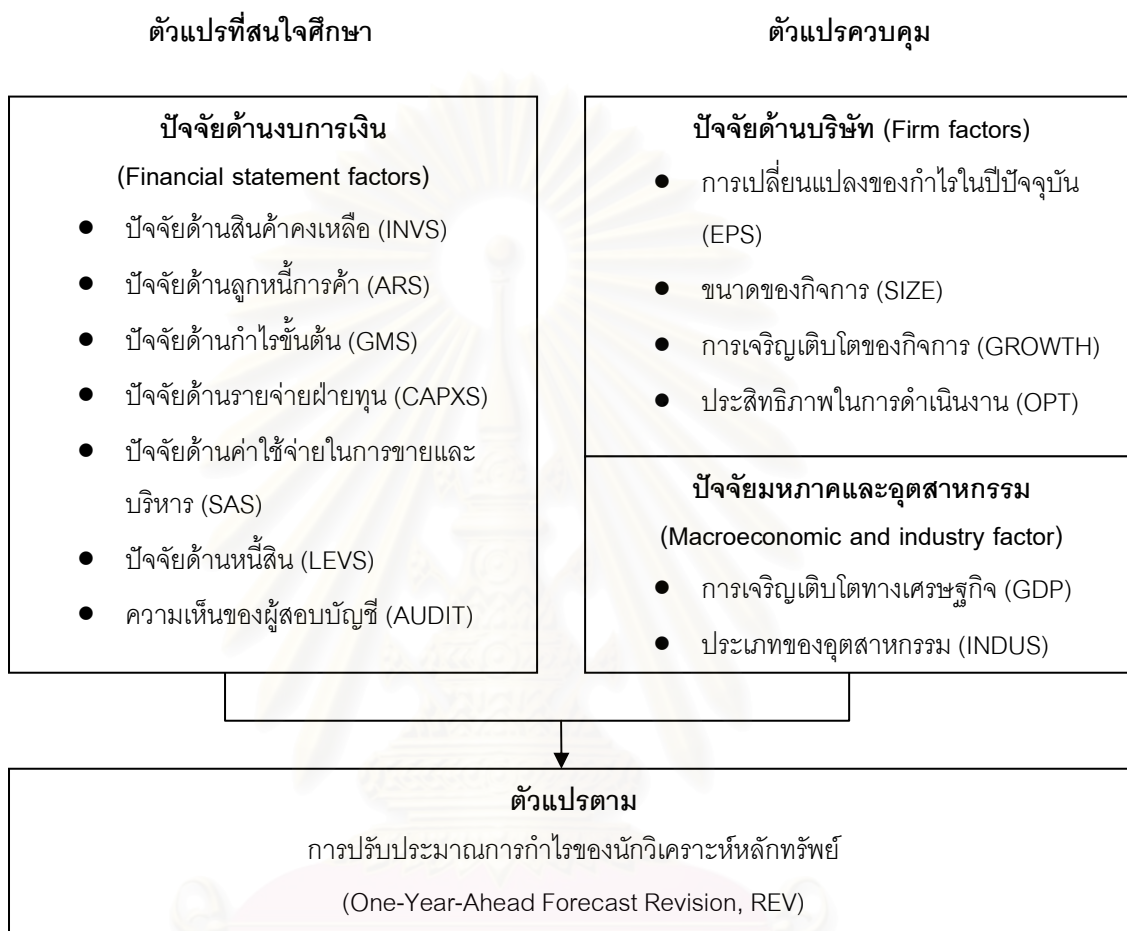 ตัวแปรที่สนใจศึกษา
ปัจจัยด้านงบการเงิน
(Financial statement factors)
● ปัจจัยด้านสินค้าคงเหลือ (INVS)
● ปัจจัยด้านลูกหนี้การค้า (ARS)
● ปัจจัยด้านกำไรขั้นต้น (GMS)
● ปัจจัยด้านรายจ่ายฝ่ายทุน (CAPXS)
● ปัจจัยด้านค่าใช้จ่ายในการขายและ
บริหาร (SAS)
● ปัจจัยด้านหนี้สิน (LEVS)
● ความเห็นของผู้สอบบัญชี (AUDIT)
ตัวแปรควบคุม
ปัจจัยด้านบริษัท (Firm factors)
● การเปลี่ยนแปลงของกำไรในปีปัจจุบัน
(EPS)
● ขนาดของกิจการ (SIZE)
● การเจริญเติบโตของกิจการ (GROWTH)
● ประสิทธิภาพในการดำเนินงาน (OPT)
ปัจจัยมหภาคและอุตสาหกรรม
(Macroeconomic and industry factor)
● การเจริญเติบโตทางเศรษฐกิจ (GDP)
● ประเภทของอุตสาหกรรม (INDUS)
ตัวแปรตาม
การปรับประมาณการกำไรของนักวิเคราะห์หลักทรัพย์
(One-Year-Ahead Forecast Revision, REV)